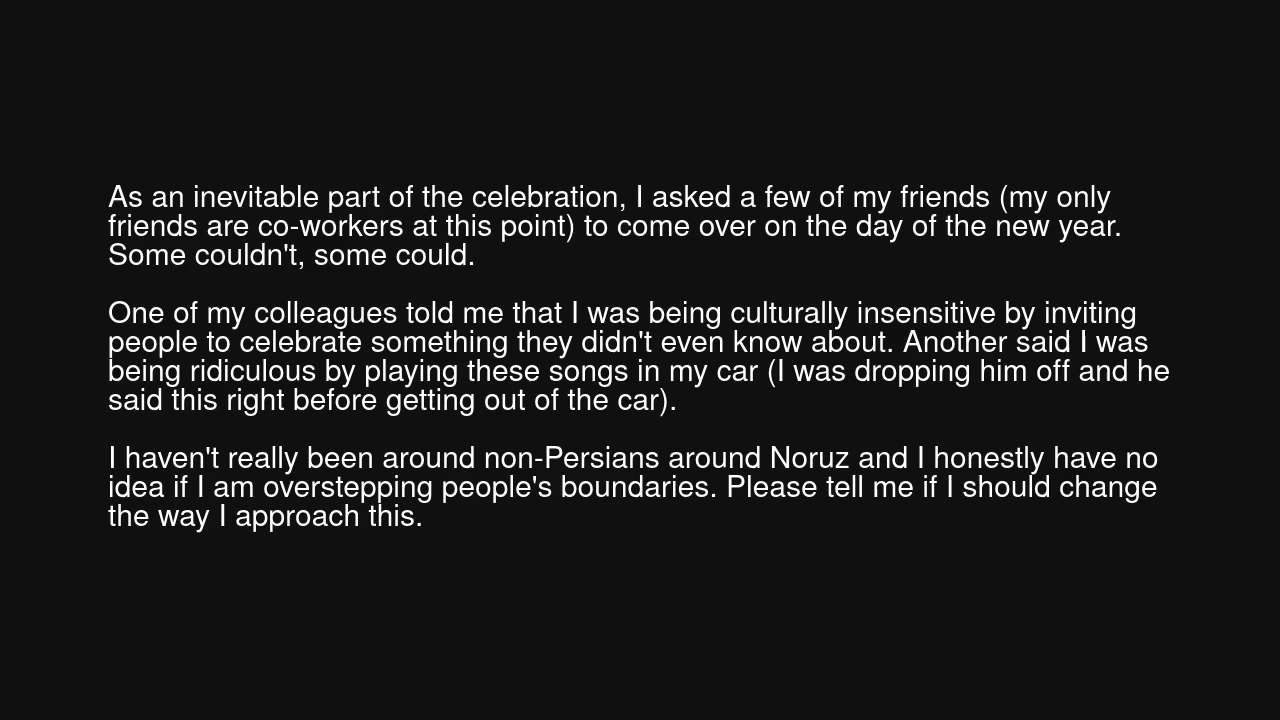 As an inevitable part of the celebration, I asked a few of my friends (my only
friends are co-workers at this point) to come over on the day of the new year.
Some couldn't, some could.
One of my colleagues told me that I was being culturally insensitive by inviting
people to celebrate something they didn't even know about. Another said I was
being ridiculous by playing these songs in my car (I was dropping him off and he
said this right before getting out of the car).
I haven't really been around non-Persians around Noruz and I honestly have no
idea if I am overstepping people's boundaries. Please tell me if I should change
the way I approach this.